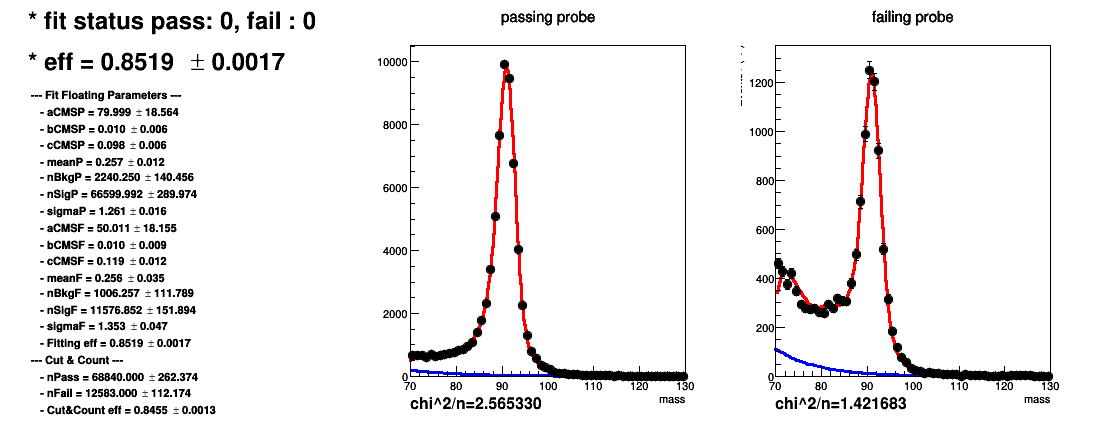 * fit status pass: 0, fail : 0
* eff = 0.8519 ± 0.0017
--- Fit Floating Parameters ---
- aCMSP = 79.999 ± 18.564
- bCMSP = 0.010 ± 0.006
- cCMSP = 0.098 ± 0.006
- meanP = 0.257 ± 0.012
- nBkgP = 2240.250 ± 140.456
- nSigP = 66599.992 ± 289.974
- sigmaP = 1.261 ± 0.016
- aCMSF = 50.011 ± 18.155
- bCMSF = 0.010 ± 0.009
- cCMSF = 0.119 ± 0.012
- meanF = 0.256 ± 0.035
- nBkgF = 1006.257 ± 111.789
- nSigF = 11576.852 ± 151.894
- sigmaF = 1.353 ± 0.047
- Fitting eff = 0.8519 ± 0.0017
--- Cut & Count ---
- nPass = 68840.000 ± 262.374
- nFail = 12583.000 ± 112.174
- Cut&Count eff = 0.8455 ± 0.0013
passing probe
10000
8000
6000
4000
2000
0
70 80 90 100 110 120 130
mass
chi^2/n=2.565330
failing probe
1200
1000
800
600
400
200
0
70 80 90 100 110 120 130
mass
chi^2/n=1.421683